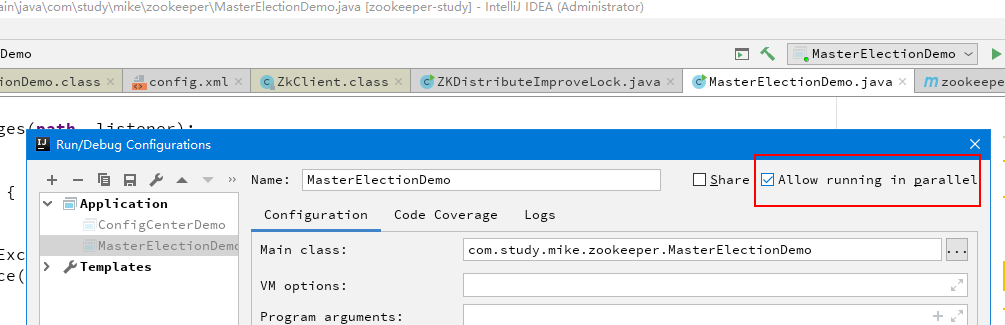 ain\java\com\study\mike\zookeeper\MasterElectionDemo.java [zookeeper-study] - IntelliJ IDEA (Administrator)
Demo MasterElectionDemo
ionDemo.class config.xml ZkClient.class ZKDistributeImproveLock.java MasterElectionDemo.java zookeepe
ges(path, listener);
Run/Debug Configurations
Name: MasterElectionDemo Share Allow running in parallel
{ Application
Configuration Code Coverage Logs
ConfigCenterDemo
MasterElectionDemo
Main class: com.study.mike.zookeeper.MasterElectionDemo ...
Exc
Templates
ce(
VM options:
Program arguments: